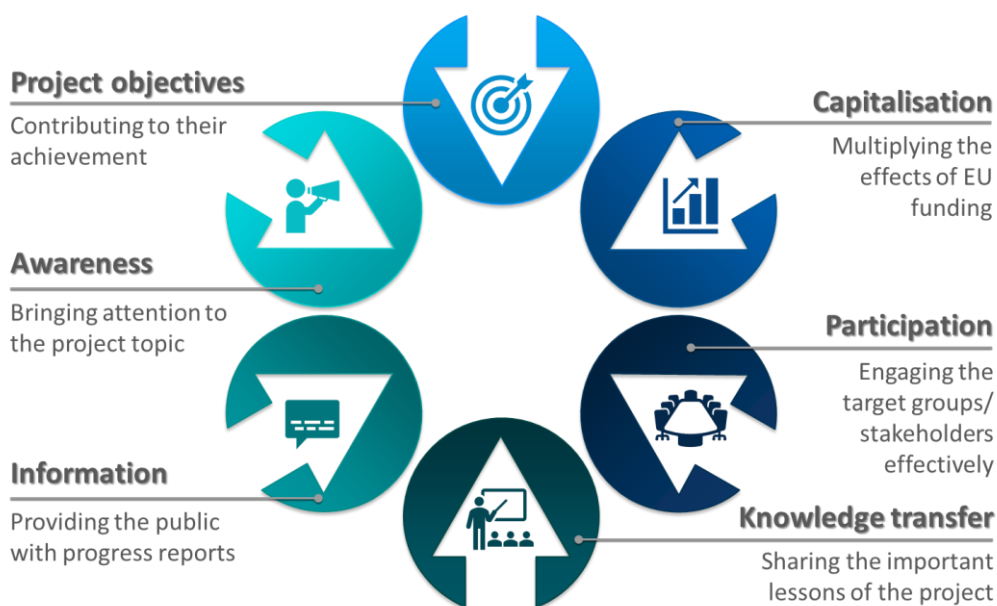 Project objectives
Contributing to their
achievement
Awareness
Bringing attention to
the project topic
Information
Providing the public
with progress reports
Capitalisation
Multiplying the
effects of EU
funding
Participation
Engaging the
target groups/
stakeholders
effectively
Knowledge transfer
Sharing the important
lessons of the project